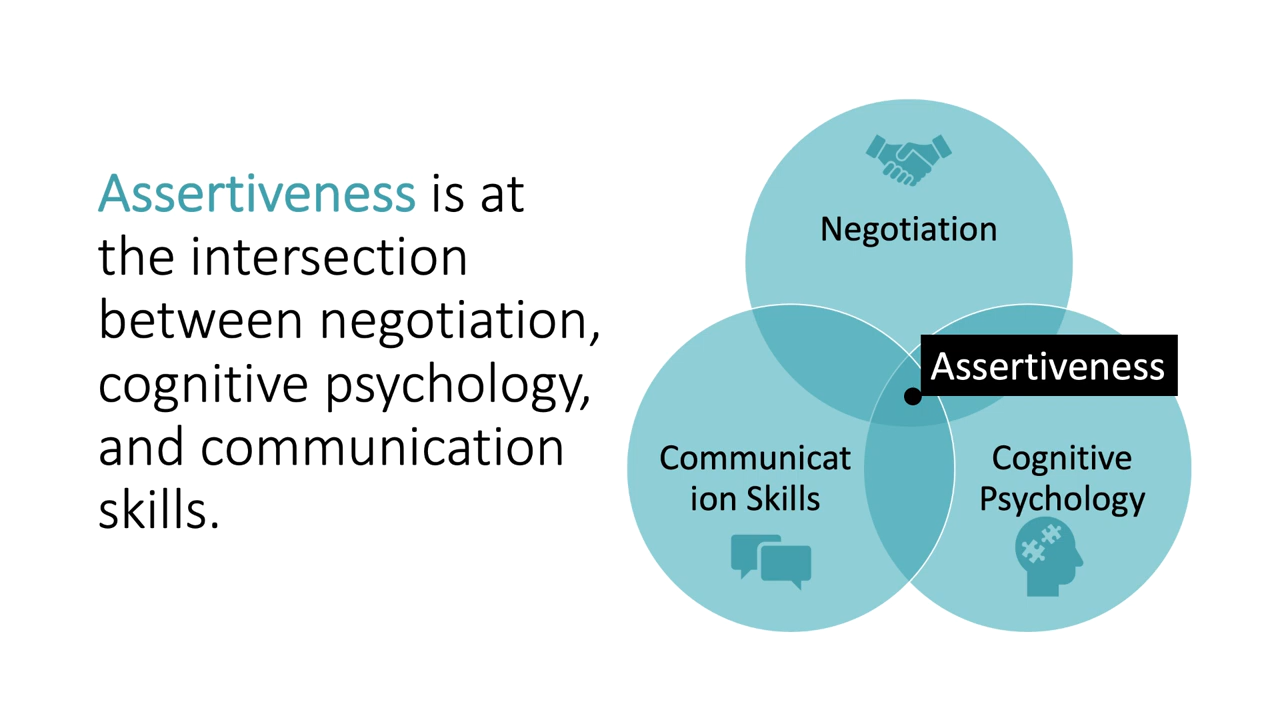 Assertiveness is at
the intersection
between negotiation,
cognitive psychology,
and communication
skills.
Negotiation
Assertiveness
Communicat
ion Skills
Cognitive
Psychology